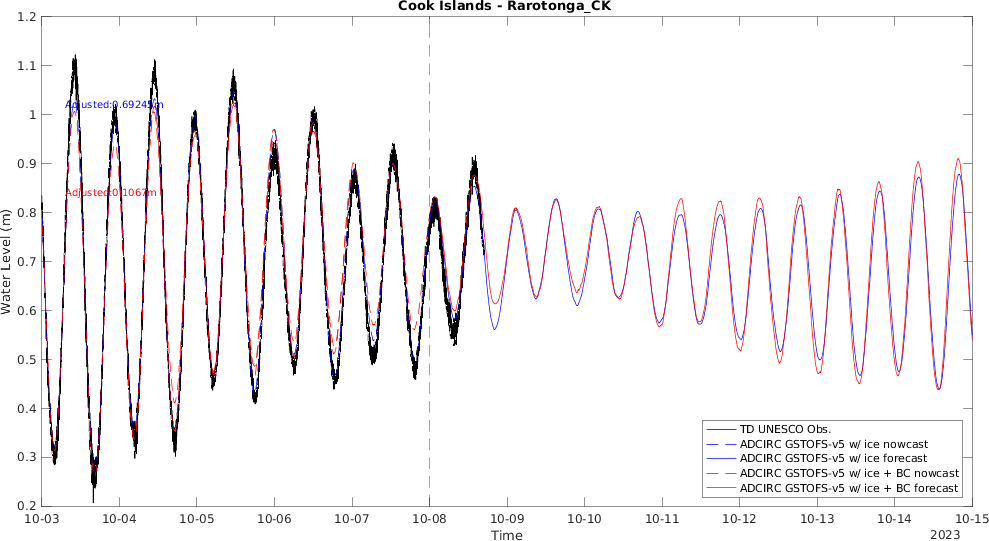 Cook Islands - Rarotonga_CK
Water Level (m)
1.2
1.1
1
0.9
0.8
0.7
0.6
0.5
0.4
0.3
0.2
Adjusted:0.69245m
Adjusted:0.1067m
TD UNESCO Obs.
ADCIRC GSTOFS-v5 w/ ice nowcast
ADCIRC GSTOFS-v5 w/ ice forecast
ADCIRC GSTOFS-v5 w/ ice + BC nowcast
ADCIRC GSTOFS-v5 w/ ice + BC forecast
10-03 10-04 10-05 10-06 10-07 10-08 10-09 10-10 10-11 10-12 10-13 10-14 10-15
Time
2023